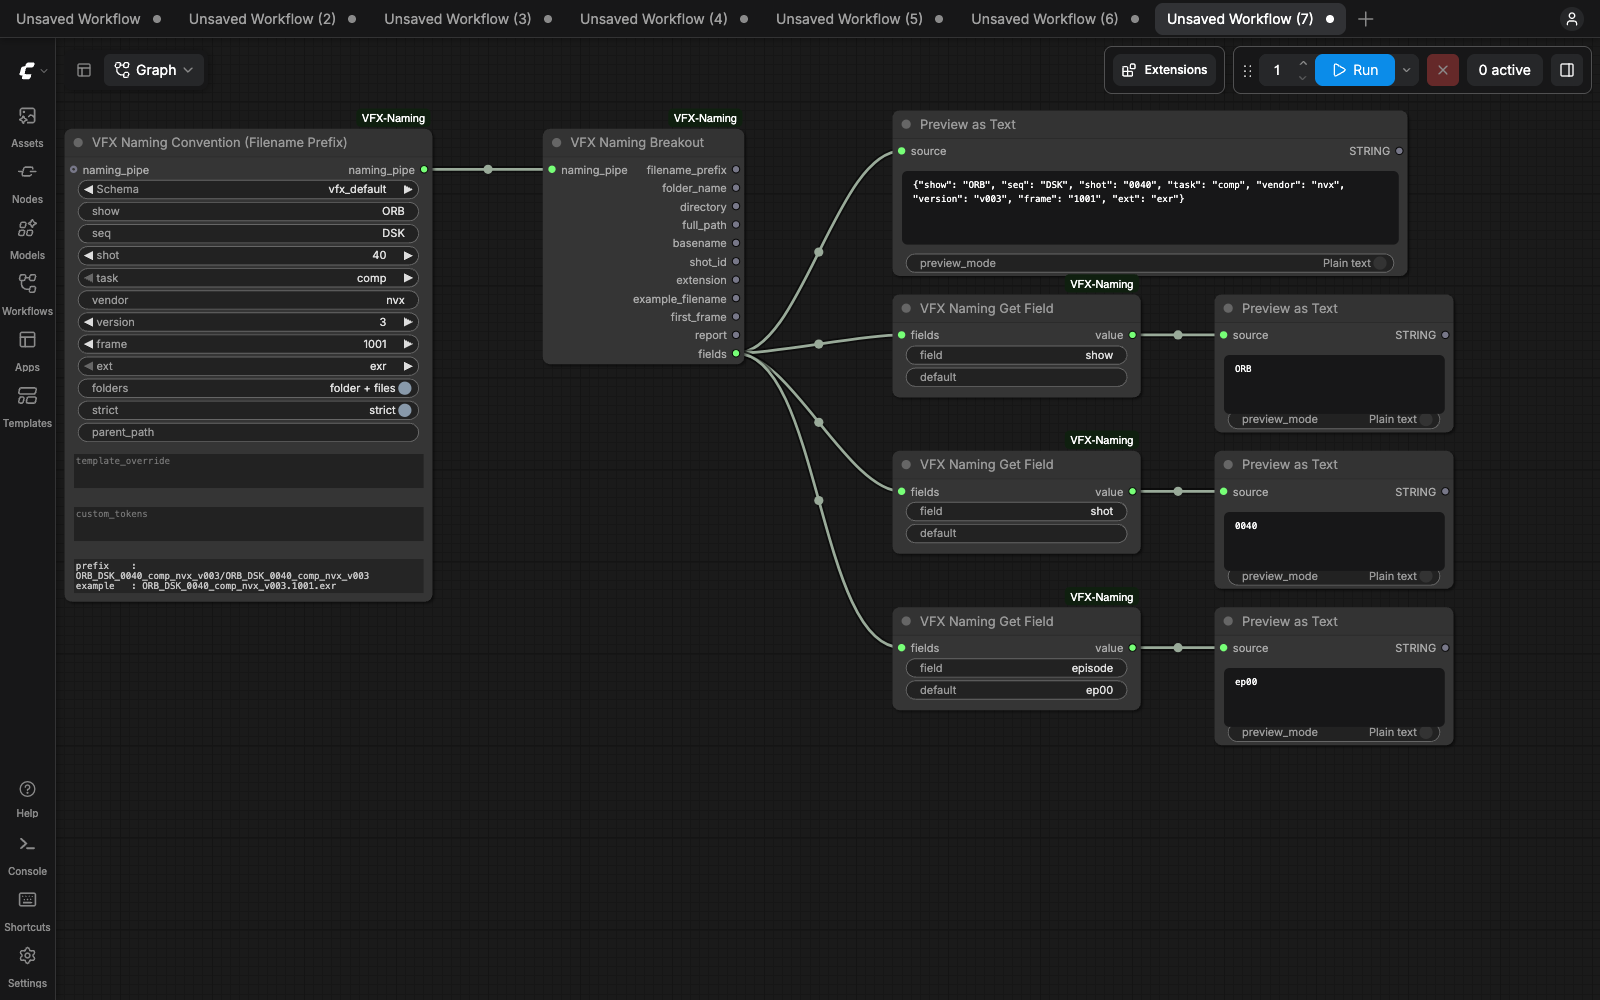 Unsaved Workflow
Unsaved Workflow (2)
Unsaved Workflow (3)
Unsaved Workflow (4)
Unsaved Workflow (5)
Unsaved Workflow (6)
Unsaved Workflow (7)
Graph
Extensions
1
Run
0 active
Assets
Nodes
Models
Workflows
Apps
Templates
Help
Console
Shortcuts
Settings
VFX-Naming
VFX Naming Convention (Filename Prefix)
naming_pipe naming_pipe
Schema vfx_default
show ORB
seq DSK
shot 40
task comp
vendor nvx
version 3
frame 1001
ext exr
folders folder + files
strict strict
parent_path
template_override
custom_tokens
prefix :
ORB_DSK_0040_comp_nvx_v003/ORB_DSK_0040_comp_nvx_v003
example : ORB_DSK_0040_comp_nvx_v003.1001.exr
VFX-Naming
VFX Naming Breakout
naming_pipe filename_prefix
folder_name
directory
full_path
basename
shot_id
extension
example_filename
first_frame
report
fields
Preview as Text
source STRING
{"show": "ORB", "seq": "DSK", "shot": "0040", "task": "comp", "vendor": "nvx",
"version": "v003", "frame": "1001", "ext": "exr"}
preview_mode Plain text
VFX-Naming
VFX Naming Get Field
fields value
field show
default
Preview as Text
source STRING
ORB
preview_mode Plain text
VFX-Naming
VFX Naming Get Field
fields value
field shot
default
Preview as Text
source STRING
0040
preview_mode Plain text
VFX-Naming
VFX Naming Get Field
fields value
field episode
default ep00
Preview as Text
source STRING
ep00
preview_mode Plain text